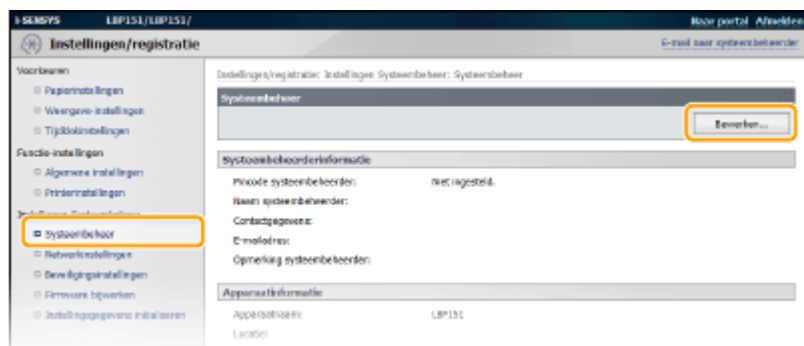 i-SENSYS LBP151/LBP151/ Naar portal Afmelden
Instellingen/registratie E-mail naar systeembeheerder
Voorkeuren
Papierinstellingen
Weergave-instellingen
Tijdklokinstellingen
Functie-instellingen
Algemene instellingen
Printerinstellingen
Instellingen Systeembeheer
Systeembeheer
Netwerkinstellingen
Beveiligingsinstellingen
Firmware bijwerken
Instellingsgegevens initialiseren
Instellingen/registratie: Instellingen Systeembeheer: Systeembeheer
Systeembeheer
Bewerken...
Systeembeheerderinformatie
Pincode systeembeheerder: Niet ingesteld.
Naam systeembeheerder:
Contactgegevens:
E-mailadres:
Opmerking systeembeheerder:
Apparaatinformatie
Apparaatnaam: LBP151
Locatie: